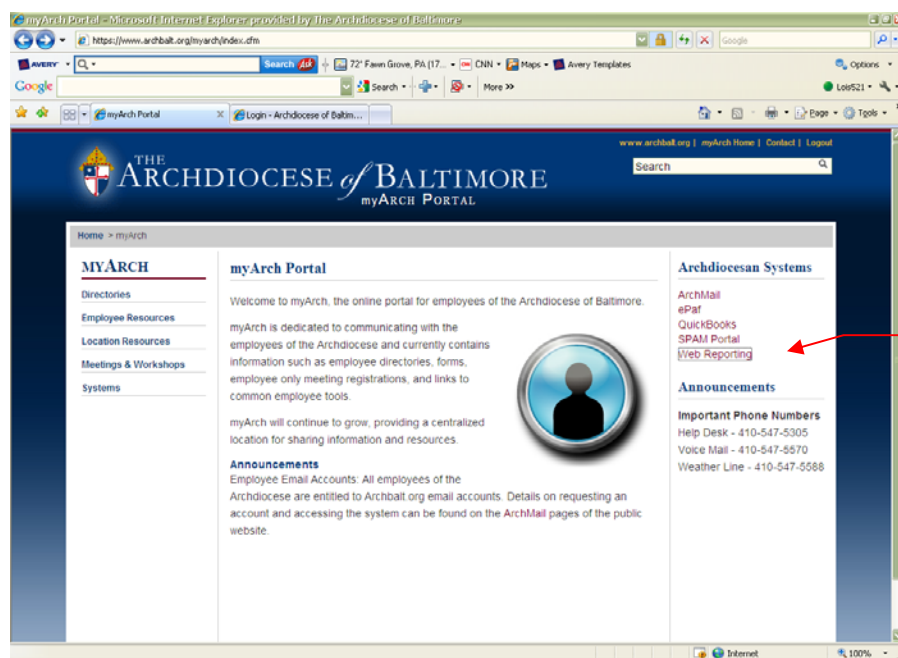 myArch Portal - Microsoft Internet Explorer provided by The Archdiocese of Baltimore
https://www.archbalt.org/myarch/index.cfm
Google
AVERY
Search
72° Fawn Grove, PA (17...
CNN
Maps
Avery Templates
Options
Google
Search
More >>
Lois521
myArch Portal
Login - Archdiocese of Baltim...
Page
Tools
www.archbalt.org | myArch Home | Contact | Logout
Search
THE
ARCHDIOCESE of BALTIMORE
myARCH PORTAL
Home > myArch
MYARCH
Directories
Employee Resources
Location Resources
Meetings & Workshops
Systems
myArch Portal
Welcome to myArch, the online portal for employees of the Archdiocese of Baltimore.
myArch is dedicated to communicating with the
employees of the Archdiocese and currently contains
information such as employee directories, forms,
employee only meeting registrations, and links to
common employee tools.
myArch will continue to grow, providing a centralized
location for sharing information and resources.
Announcements
Employee Email Accounts: All employees of the
Archdiocese are entitled to Archbalt.org email accounts. Details on requesting an
account and accessing the system can be found on the ArchMail pages of the public
website.
Archdiocesan Systems
ArchMail
ePaf
QuickBooks
SPAM Portal
Web Reporting
Announcements
Important Phone Numbers
Help Desk - 410-547-5305
Voice Mail - 410-547-5570
Weather Line - 410-547-5588
Internet
100%